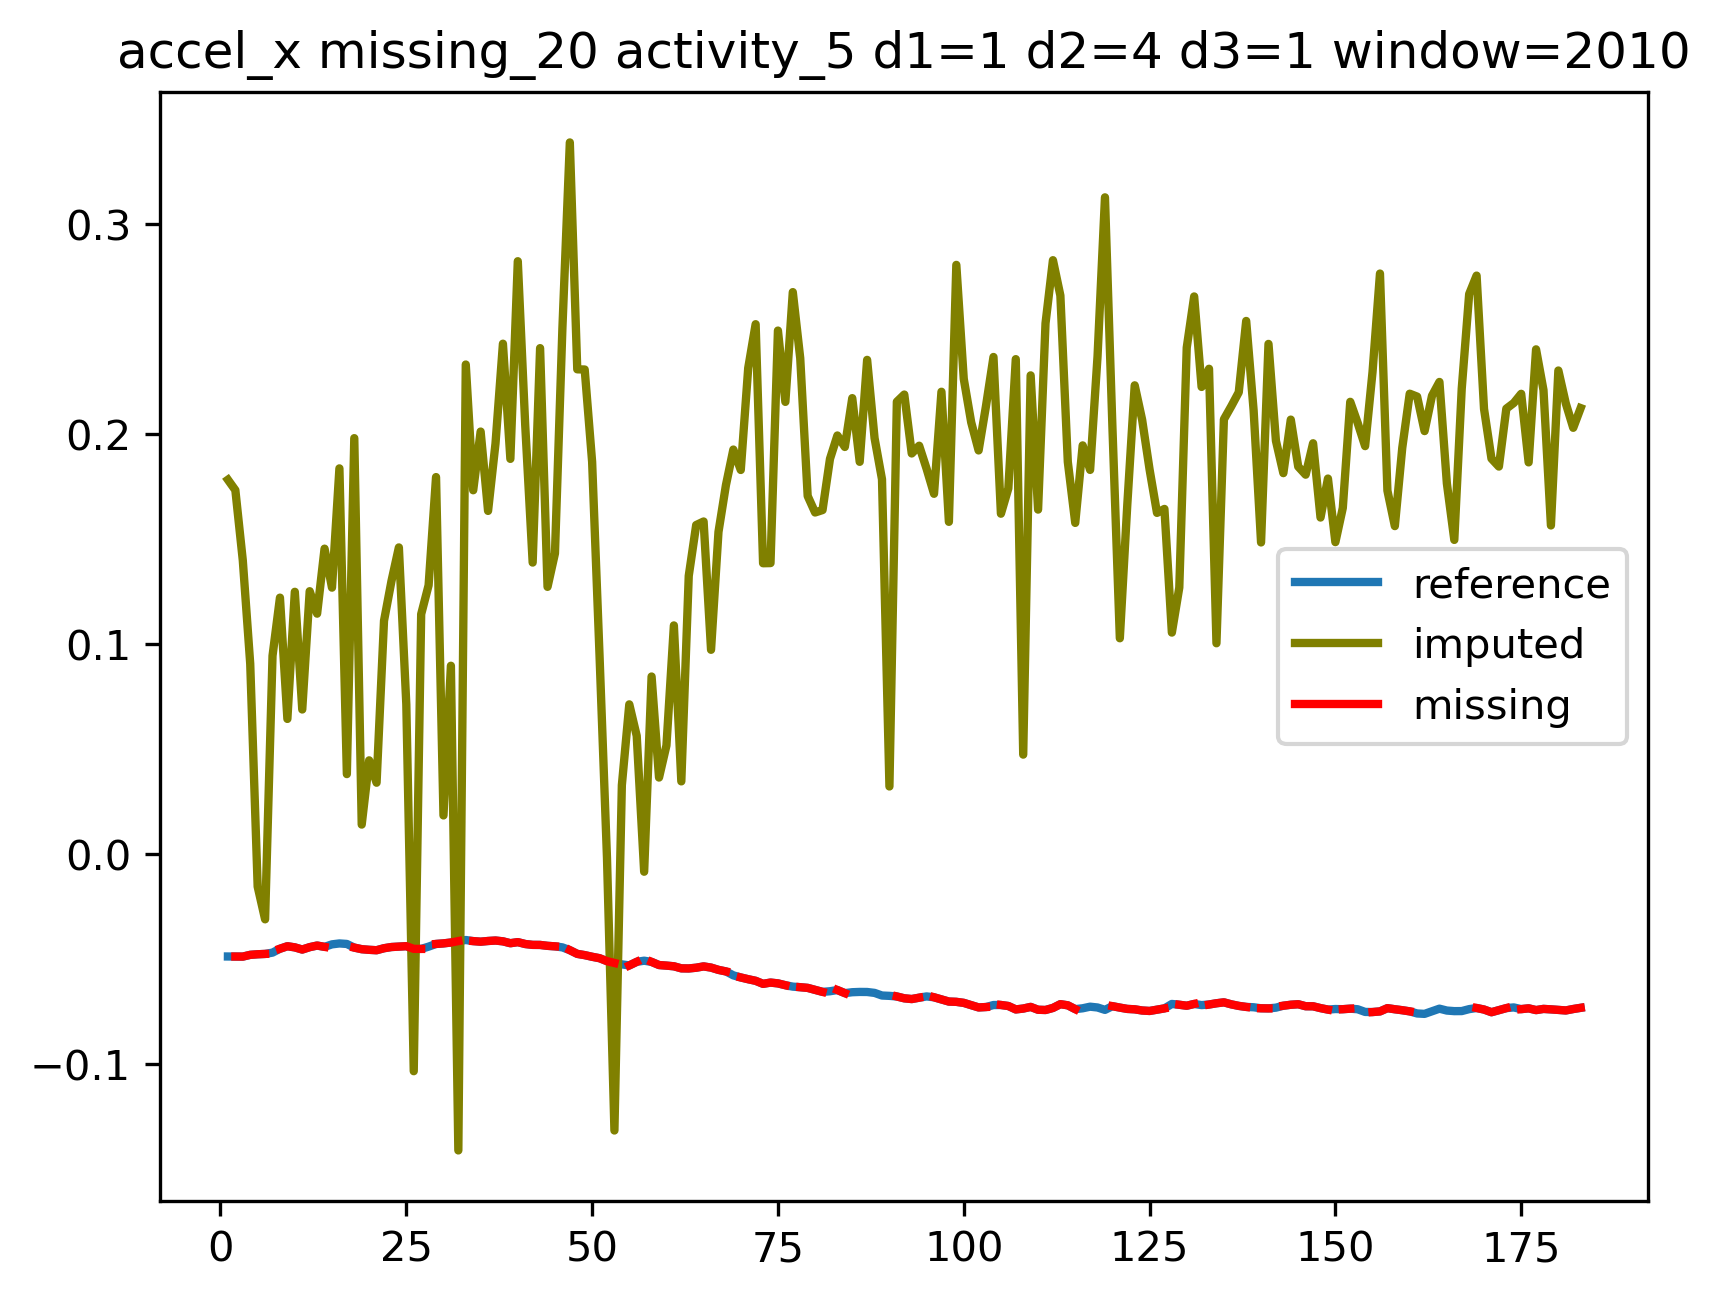 accel_x missing_20 activity_5 d1=1 d2=4 d3=1 window=2010
0.3
0.2
0.1
0.0
−0.1
reference
imputed
missing
0 25 50 75 100 125 150 175